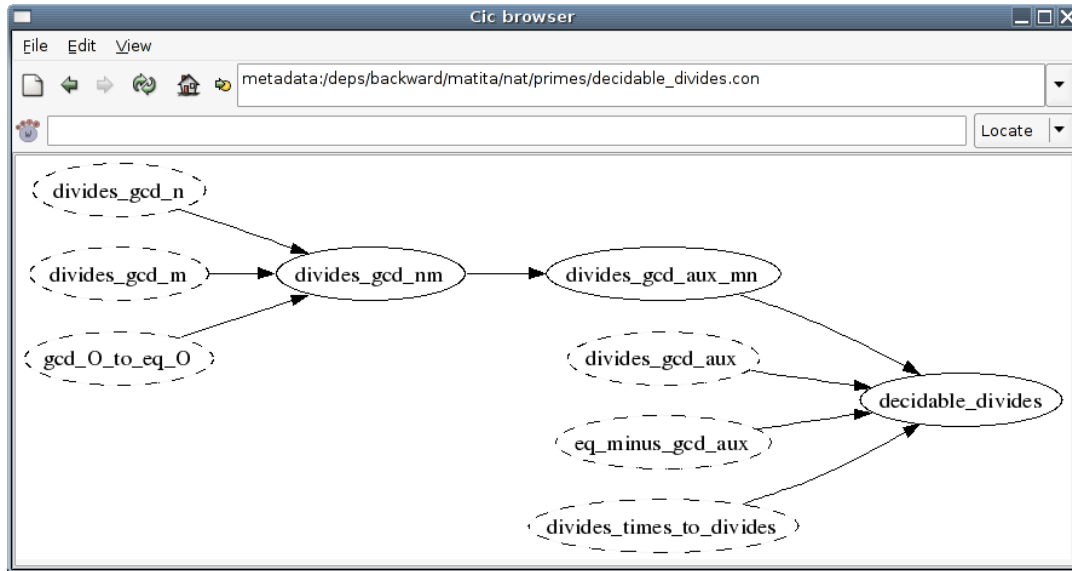 Cic browser
File Edit View
metadata:/deps/backward/matita/nat/primes/decidable_divides.con
Locate
divides_gcd_n
divides_gcd_m divides_gcd_nm divides_gcd_aux_mn
gcd_O_to_eq_O divides_gcd_aux
decidable_divides
eq_minus_gcd_aux
divides_times_to_divides